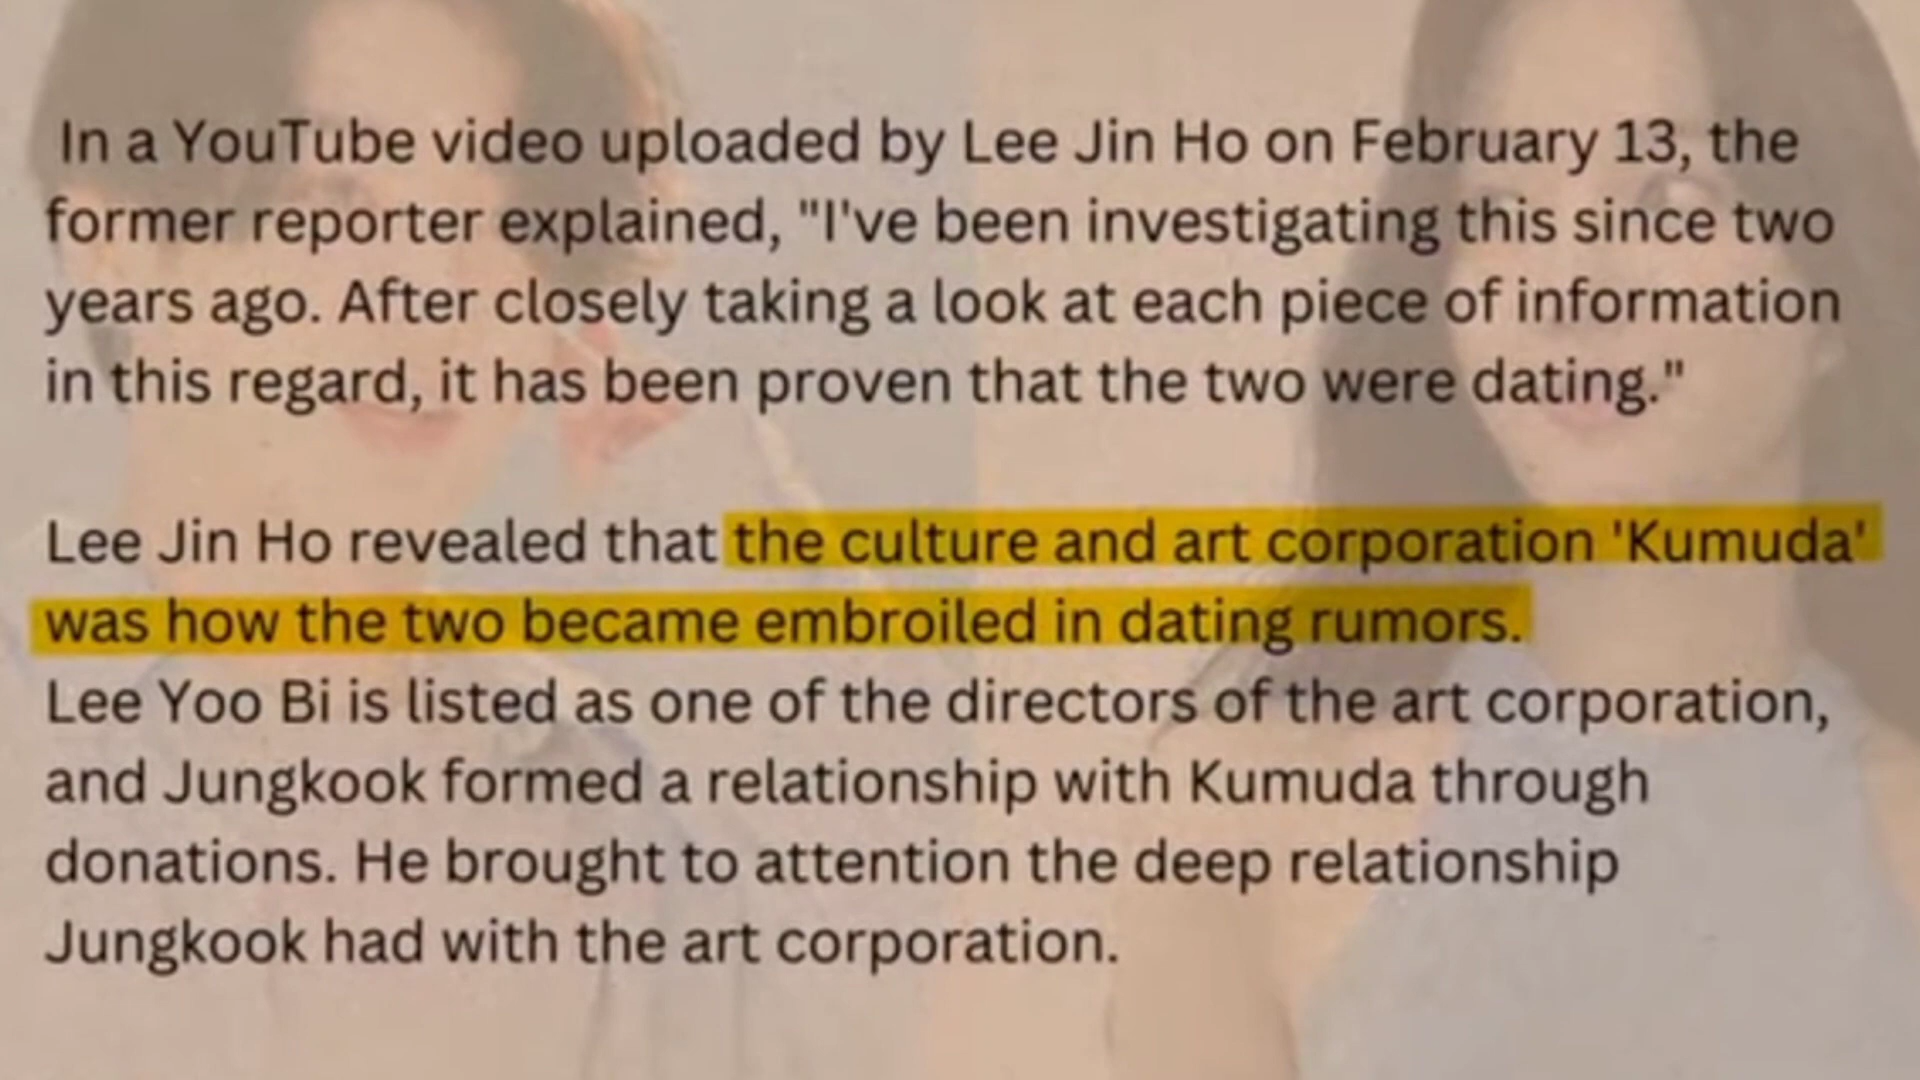 In a YouTube video uploaded by Lee Jin Ho on February 13, the
former reporter explained, "I've been investigating this since two
years ago. After closely taking a look at each piece of information
in this regard, it has been proven that the two were dating."
Lee Jin Ho revealed that the culture and art corporation 'Kumuda'
was how the two became embroiled in dating rumors.
Lee Yoo Bi is listed as one of the directors of the art corporation,
and Jungkook formed a relationship with Kumuda through
donations. He brought to attention the deep relationship
Jungkook had with the art corporation.